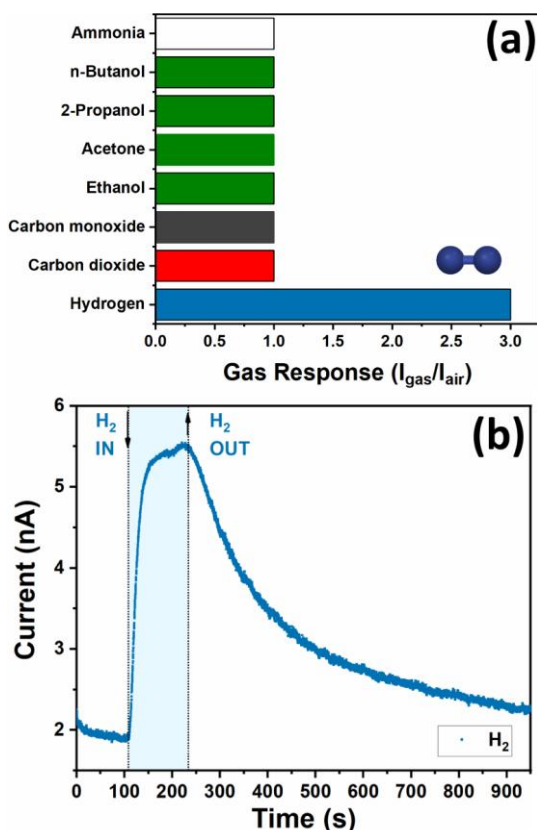 (a)
Ammonia
n-Butanol
2-Propanol
Acetone
Ethanol
Carbon monoxide
Carbon dioxide
Hydrogen
0.0 0.5 1.0 1.5 2.0 2.5 3.0
Gas Response (Igas/Iair)
(b)
6
5
4
3
2
Current (nA)
H2 IN
H2 OUT
H2
0 100 200 300 400 500 600 700 800 900
Time (s)